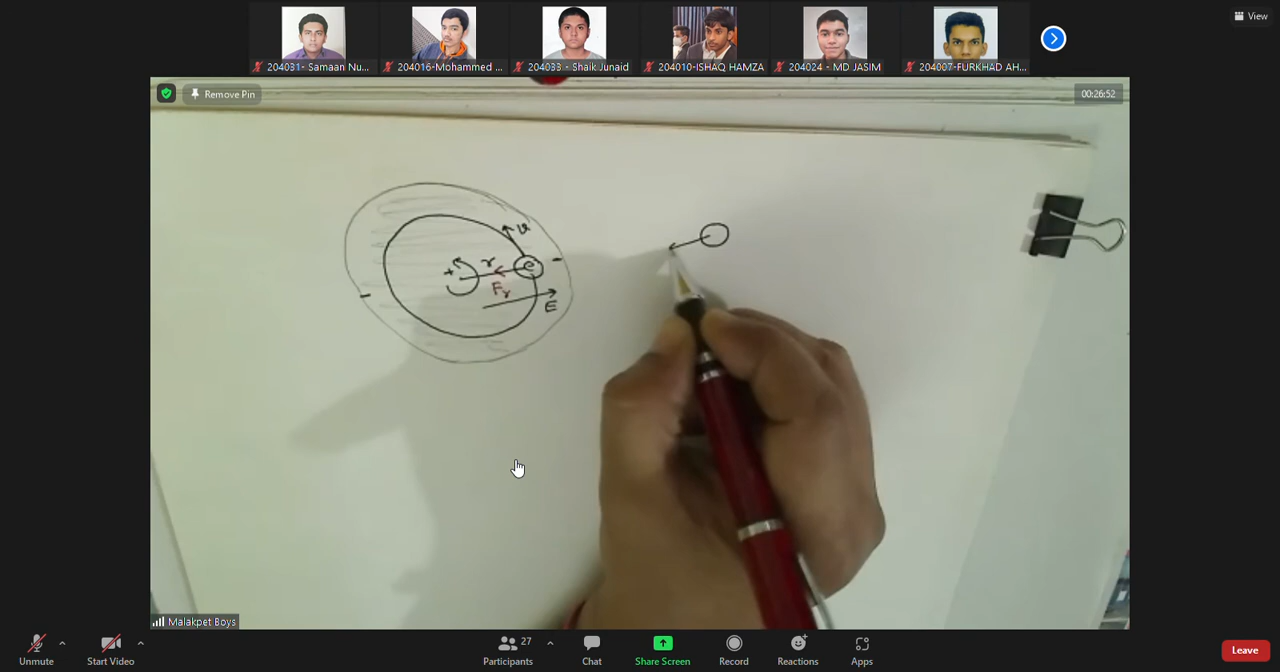 View
204031- Samaan Nu...
204016-Mohammed ...
204033 - Shaik Junaid
204010-ISHAQ HAMZA
204024 - MD JASIM
204007-FURKHAD AH...
Remove Pin
00:26:52
v
+ r e -
Fr
- E
Malakpet Boys
Unmute
Start Video
Participants
27
Chat
Share Screen
Record
Reactions
Apps
Leave